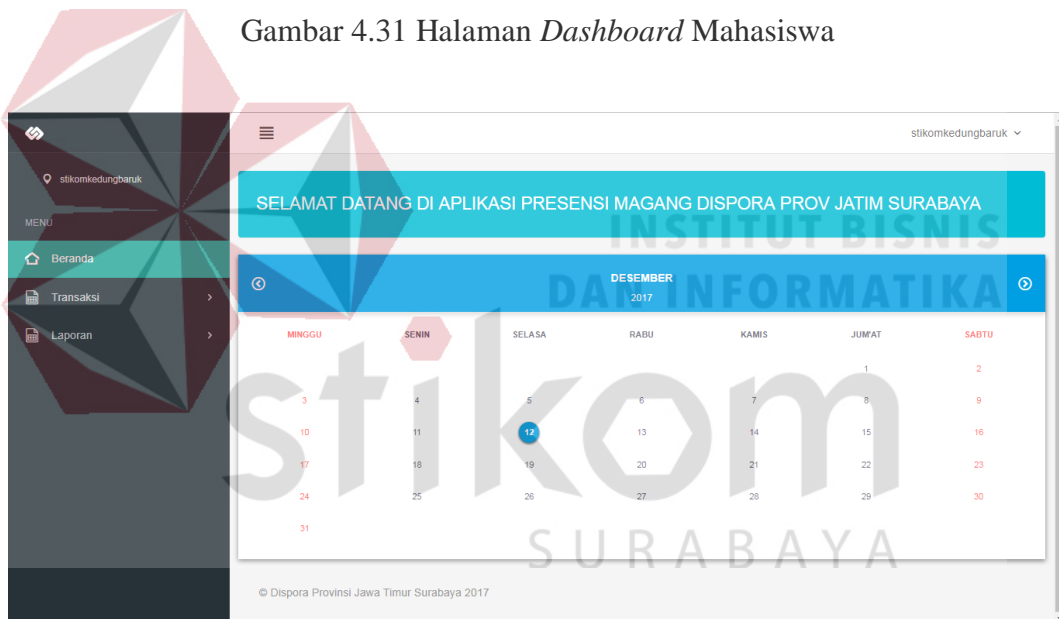 Gambar 4.31 Halaman Dashboard Mahasiswa
stikomkedungbaruk
stikomkedungbaruk
MENU
Beranda
Transaksi
Laporan
SELAMAT DATANG DI APLIKASI PRESENSI MAGANG DISPORA PROV JATIM SURABAYA
INSTITUT BISNIS
DAN INFORMATIKA
DESEMBER
2017
MINGGU SENIN SELASA RABU KAMIS JUM'AT SABTU
1 2
3 4 5 6 7 8 9
10 11 12 13 14 15 16
17 18 19 20 21 22 23
24 25 26 27 28 29 30
31
stikom
SURABAYA
© Dispora Provinsi Jawa Timur Surabaya 2017